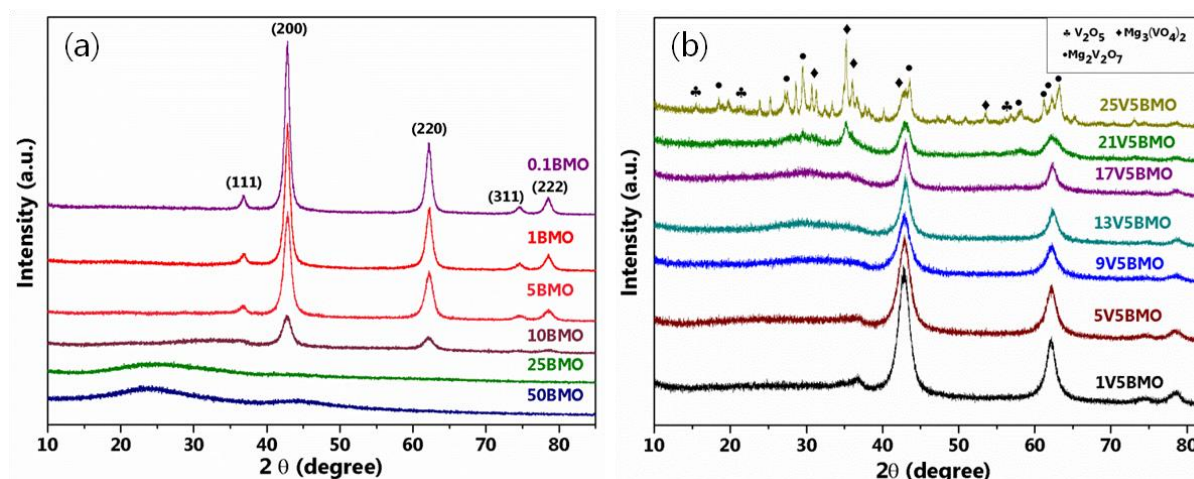 (a)
(200)
(220)
(111)
(311)
(222)
0.1BMO
1BMO
5BMO
10BMO
25BMO
50BMO
Intensity (a.u.)
10 20 30 40 50 60 70 80
2 θ (degree)
(b)
♣ V₂O₅ ♦Mg₃(VO₄)₂
•Mg₂V₂O₇
25V5BMO
21V5BMO
17V5BMO
13V5BMO
9V5BMO
5V5BMO
1V5BMO
Intensity (a.u.)
10 20 30 40 50 60 70 80
2θ (degree)